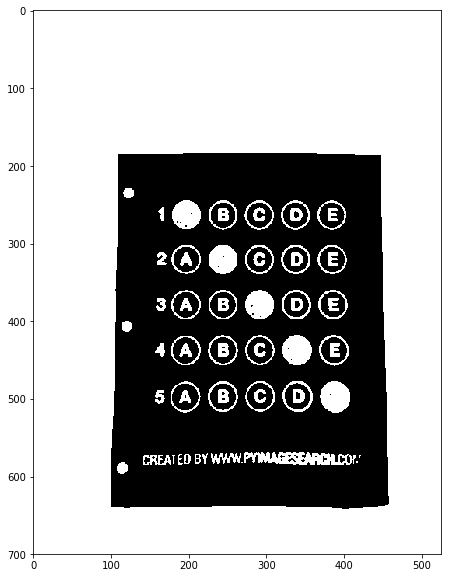 0
100
200
1 B C D E
300
2 A C D E
3 A B D E
400
4 A B C E
5 A B C D
500
CREATED BY WWW.PYIMAGESEARCH.COM
600
700
0 100 200 300 400 500